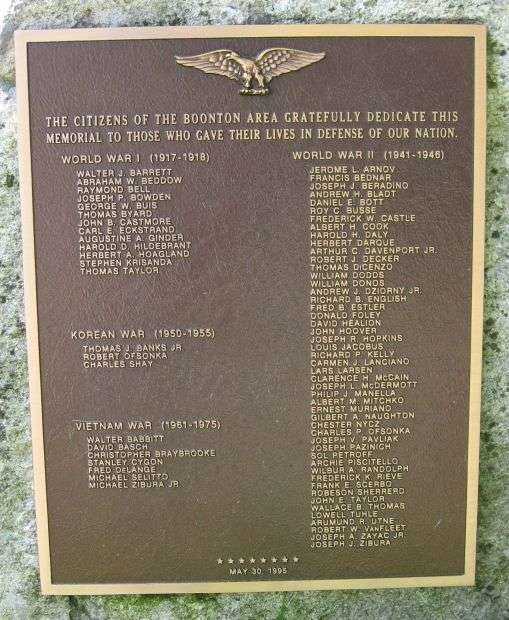 THE CITIZENS OF THE BOONTON AREA GRATEFULLY DEDICATE THIS
MEMORIAL TO THOSE WHO GAVE THEIR LIVES IN DEFENSE OF OUR NATION.
WORLD WAR I (1917-1918)
WALTER J. BARRETT
ABRAHAM W. BEDDOW
RAYMOND BELL
JOSEPH P. BOWDEN
GEORGE W. BUIS
THOMAS BYARD
JOHN B. CASTMORE
CARL E. ECKSTRAND
AUGUSTINE A. GINDER
HAROLD D. HILDEBRANT
HERBERT A. HOAGLAND
STEPHEN KRISANDA
THOMAS TAYLOR
KOREAN WAR (1950-1955)
THOMAS J. BANKS JR
ROBERT OFSONKA
CHARLES SHAY
VIETNAM WAR (1961-1975)
WALTER BABBITT
DAVID BASCH
CHRISTOPHER BRAYBROOKE
STANLEY CYGON
FRED DELANGE
MICHAEL SELITTO
MICHAEL ZIBURA JR
WORLD WAR II (1941-1946)
JEROME L. ARNOV
FRANCIS BEDNAR
JOSEPH J. BERADINO
ANDREW H. BLADT
DANIEL E. BOTT
ROY C. BUSSE
FREDERICK W. CASTLE
ALBERT H. COOK
HAROLD H. DALY
HERBERT DARQUE
ARTHUR C. DAVENPORT JR.
ROBERT J. DECKER
THOMAS DICENZO
WILLIAM DODDS
WILLIAM DONOS
ANDREW J. DZIORNY JR.
RICHARD B. ENGLISH
FRED B. ESTLER
DONALD FOLEY
DAVID HEALION
JOHN HOOVER
JOSEPH R. HOPKINS
LOUIS JACOBUS
RICHARD P. KELLY
CARMEN J. LANCIANO
LARS LARSEN
CLARENCE H. McCAIN
JOSEPH L. McDERMOTT
PHILIP J. MANELLA
ALBERT M. MITCHKO
ERNEST MURIANO
GILBERT A. NAUGHTON
CHESTER NYCZ
CHARLES P. OFSONKA
JOSEPH V. PAVLIAK
JOSEPH PAZINICH
SOL PETROFF
ARCHIE PISCITELLO
WILBUR A. RANDOLPH
FREDERICK K. RIEVE
FRANK E. SCERBO
ROBESON SHERRERD
JOHN E. TAYLOR
WALLACE B. THOMAS
LOWELL TUHLE
ARUMUND R. UTNE
ROBERT W. VANFLEET
JOSEPH A. ZAYAC JR.
JOSEPH J. ZIBURA
MAY 30, 1995